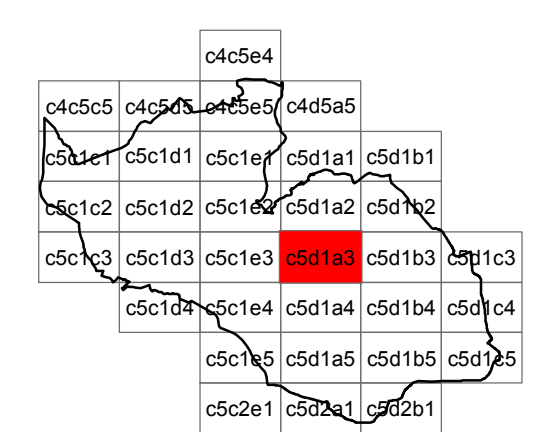 c4c5e4
c4c5c5 c4c5d5 c4c5e5 c4d5a5
c5c1c1 c5c1d1 c5c1e1 c5d1a1 c5d1b1
c5c1c2 c5c1d2 c5c1e2 c5d1a2 c5d1b2
c5c1c3 c5c1d3 c5c1e3 c5d1a3 c5d1b3 c5d1c3
c5c1d4 c5c1e4 c5d1a4 c5d1b4 c5d1c4
c5c1e5 c5d1a5 c5d1b5 c5d1c5
c5c2e1 c5d2a1 c5d2b1